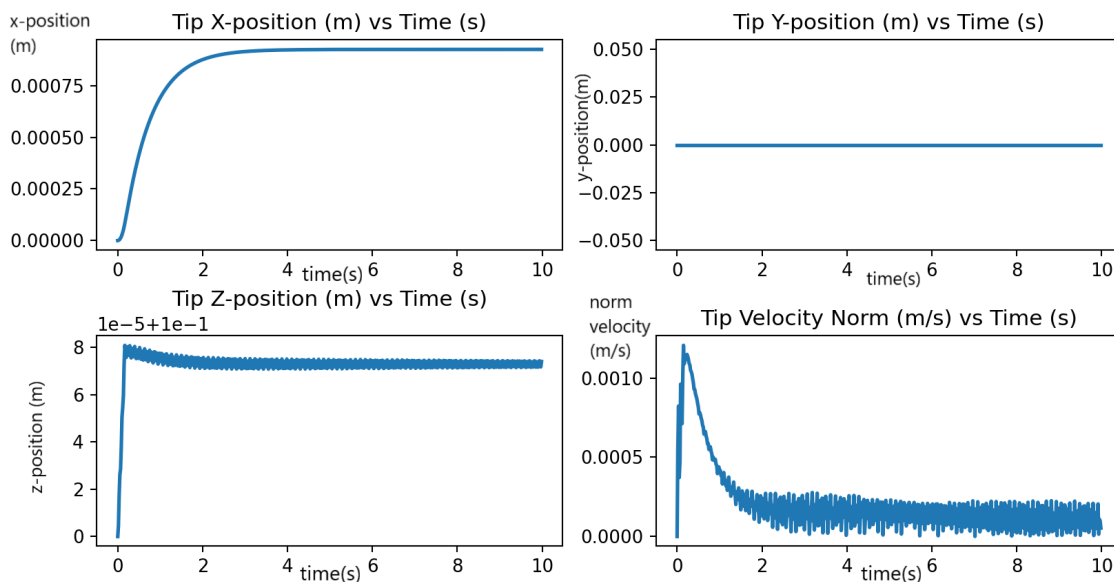 x-position
(m)
Tip X-position (m) vs Time (s)
0.00075
0.00050
0.00025
0.00000
0 2 4 6 8 10
time(s)
Tip Y-position (m) vs Time (s)
y-position(m)
0.050
0.025
0.000
−0.025
−0.050
0 2 4 6 8 10
time(s)
Tip Z-position (m) vs Time (s)
1e−5+1e−1
z-position (m)
8
6
4
2
0
0 2 4 6 8 10
time(s)
norm
velocity
(m/s)
Tip Velocity Norm (m/s) vs Time (s)
0.0010
0.0005
0.0000
0 2 4 6 8 10
time(s)